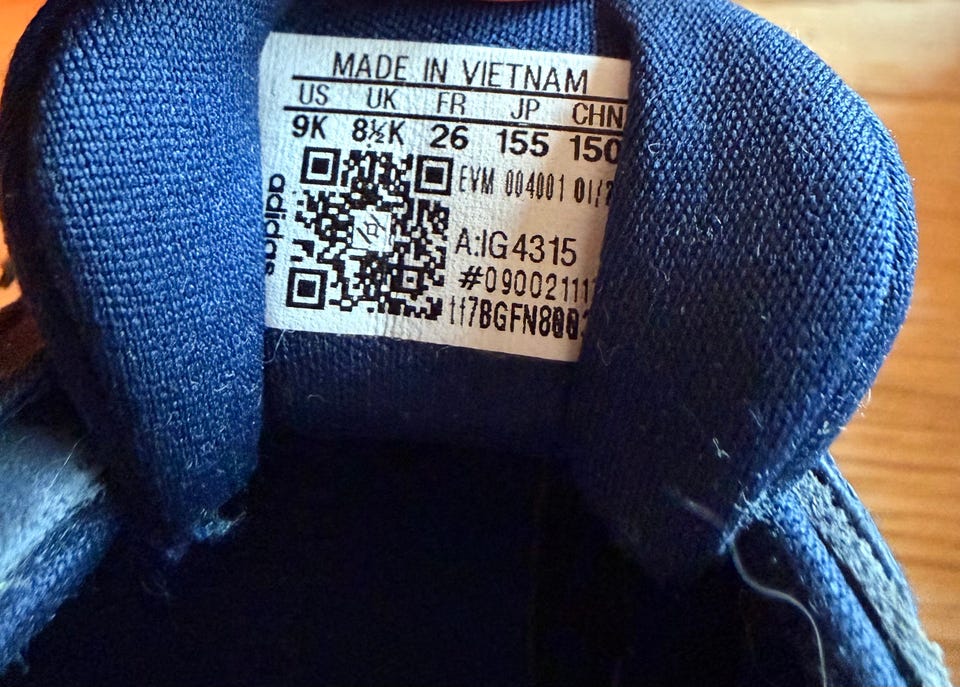 MADE IN VIETNAM
US UK FR JP CHN
9K 8½K 26 155 150
EVM 004001
A:IG4315
adidas